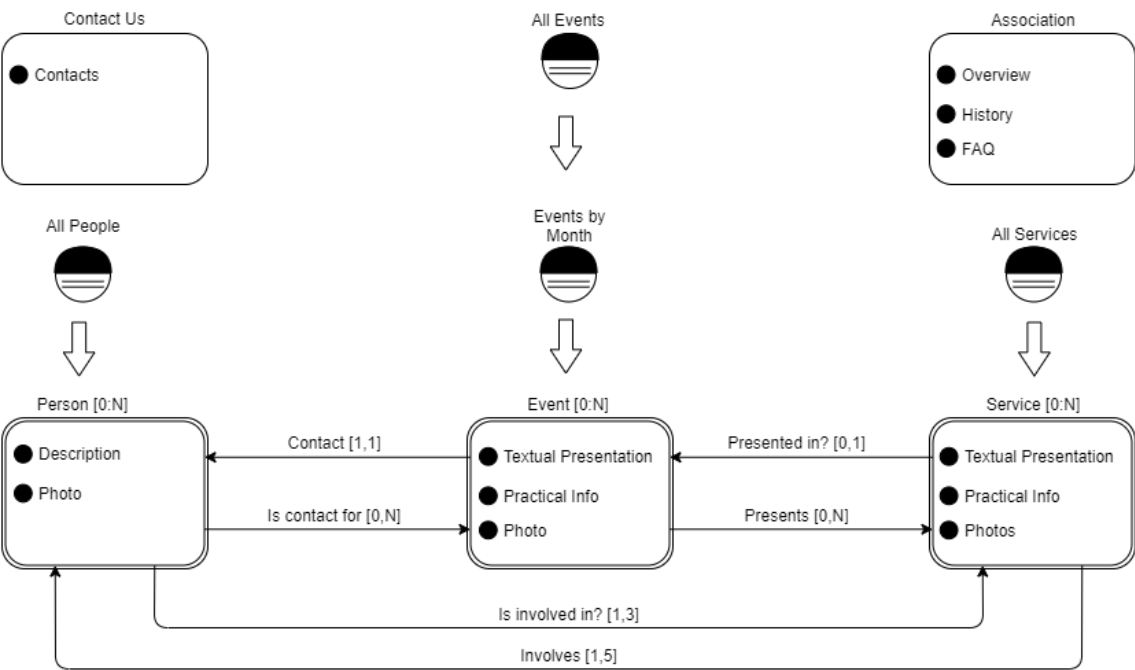 Contact Us
All Events
Association
Contacts
Overview
History
FAQ
All People
Events by
Month
All Services
Person [0:N]
Event [0:N]
Service [0:N]
Description
Photo
Contact [1,1]
Is contact for [0,N]
Textual Presentation
Practical Info
Photo
Presented in? [0,1]
Presents [0,N]
Textual Presentation
Practical Info
Photos
Is involved in? [1,3]
Involves [1,5]